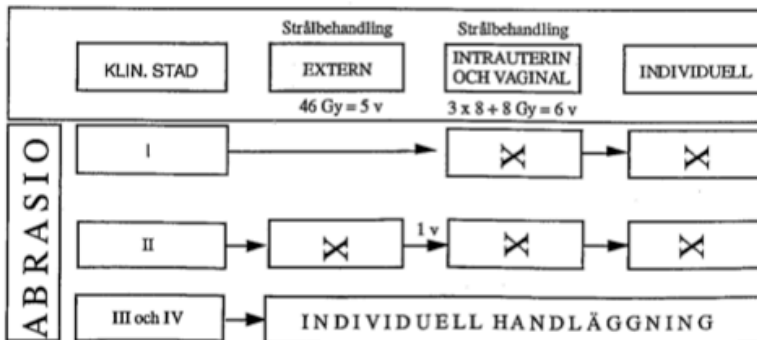 Strålbehandling Strålbehandling
KLIN. STAD EXTERN INTRAUTERIN OCH VAGINAL INDIVIDUELL
46 Gy = 5 v 3 x 8 + 8 Gy = 6 v
ABRASIO
I X X
II X 1 v X X
III och IV INDIVIDUELL HANDLÄGGNING